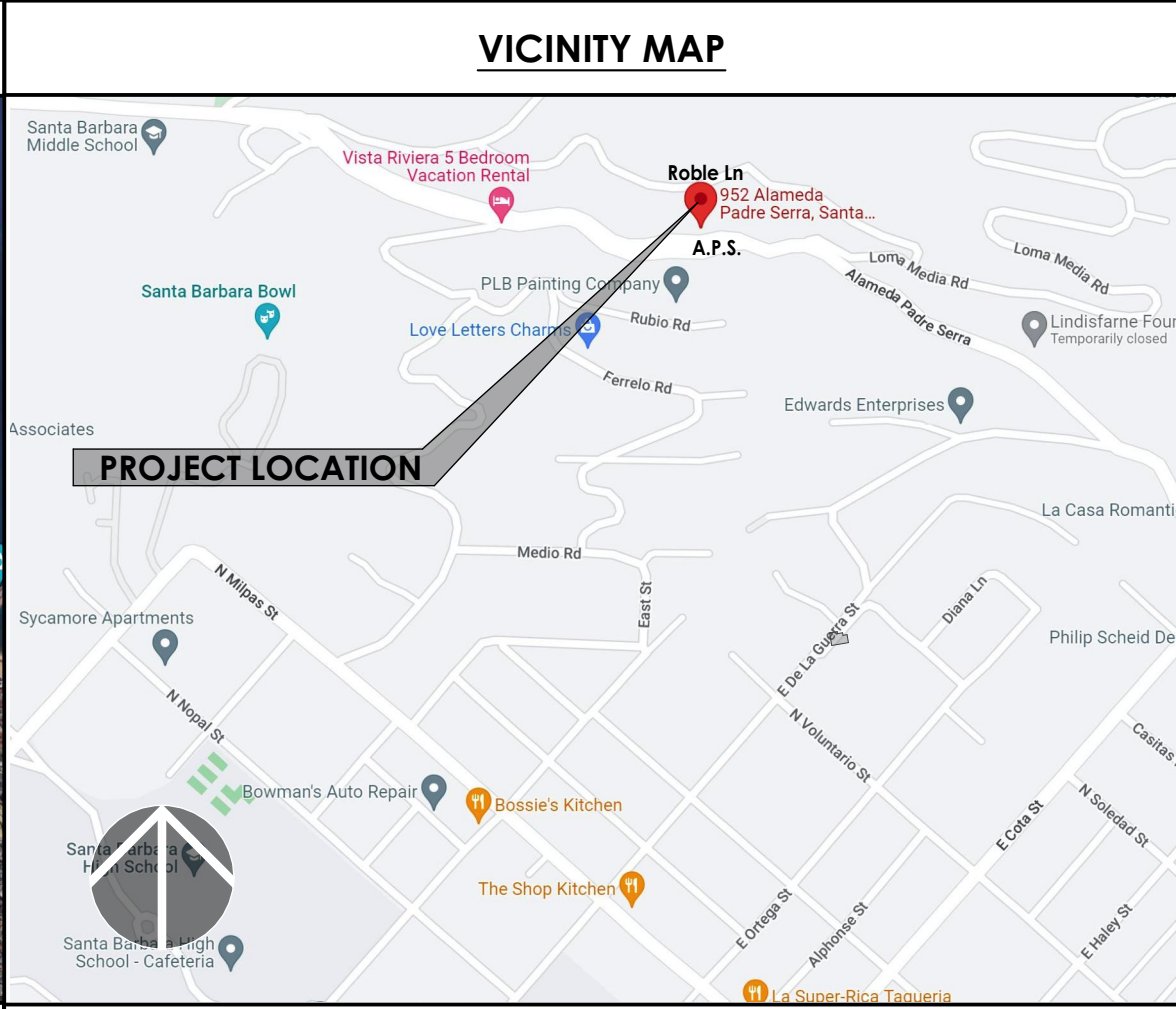 VICINITY MAP
Santa Barbara
Middle School
Vista Riviera 5 Bedroom
Vacation Rental
Roble Ln
952 Alameda
Padre Serra, Santa...
A.P.S.
Loma Media Rd
Loma Media Rd
PLB Painting Company
Santa Barbara Bowl
Alameda Padre Serra
Rubio Rd
Love Letters Charms
Lindisfarne Four
Temporarily closed
Ferrelo Rd
Edwards Enterprises
Associates
PROJECT LOCATION
La Casa Romanti
Medio Rd
N Milpas St
East St
Diana Ln
Sycamore Apartments
E De La Guerra St
Philip Scheid De
N Nopal St
N Voluntario St
Casitas
Bowman's Auto Repair
Bossie's Kitchen
E Cota St
N Soledad St
Santa Barbara
High School
The Shop Kitchen
E Ortega St
Alphonse St
E Haley St
Santa Barbara High
School - Cafeteria
La Super-Rica Taqueria